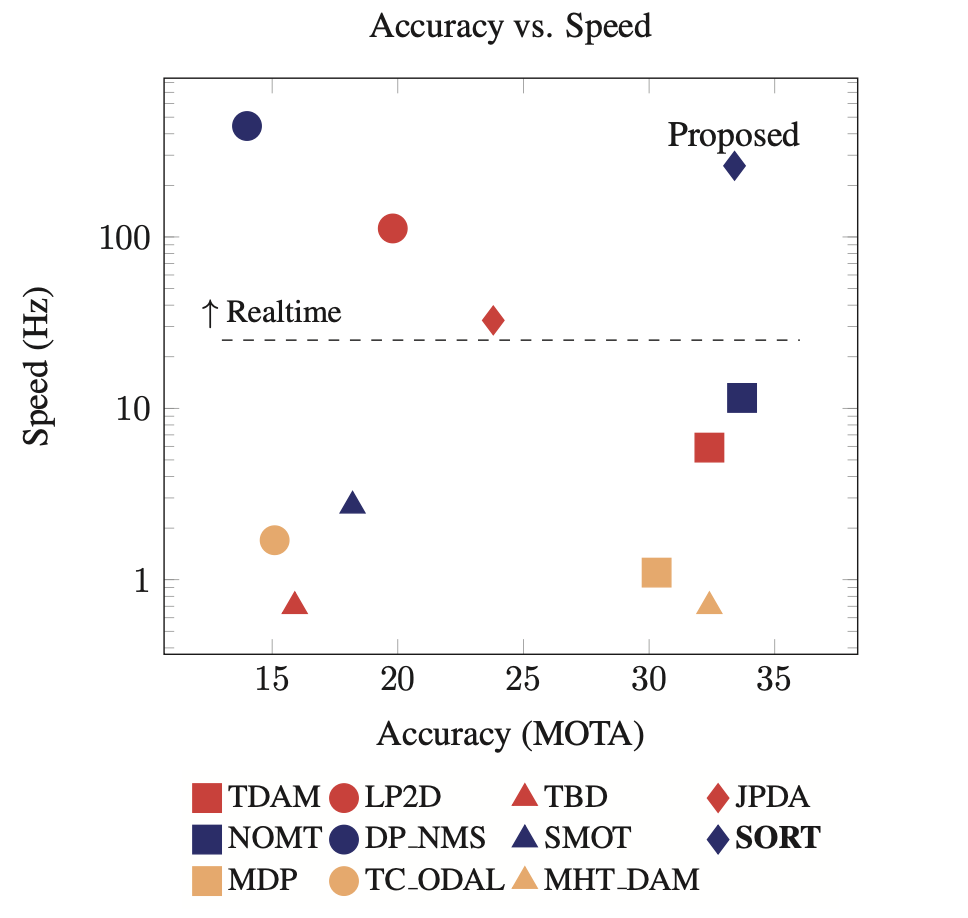 Accuracy vs. Speed
Proposed
100
↑ Realtime
10
1
Speed (Hz)
15 20 25 30 35
Accuracy (MOTA)
TDAM LP2D TBD JPDA
NOMT DP_NMS SMOT SORT
MDP TC_ODAL MHT_DAM